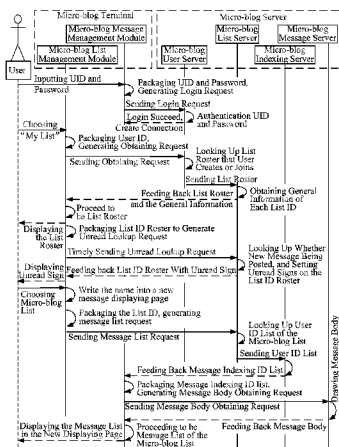 Micro-blog Terminal
Micro-blog Server
Micro-blog Message
Management Module
Micro-blog
List Server
Micro-blog
Message Server
Micro-blog List
Management Module
Micro-blog
User Server
Micro-blog
Indexing Server
User
Inputting UID and
Password
Packaging UID and Password,
Generating Login Request
Sending Login Request
Login Succeed,
Create Connection
Authentication UID
and Password
Choosing
"My List"
Packaging User ID,
Generating Obtaining Request
Sending Obtoining Request
Looking Up List
Roster that User
Creates or Joins
Sending List Roster
Feeding Back List Roster
and the General Information
Obtaining General
Information of
Each List ID
Proceed to
be List Roster
Displaying
the List
Roster
Packaging List ID Roster to Generate
Unread Lookup Request
Timely Sending Unread Lookup Request
Looking Up Whether
New Message Being
Posted, and Setting
Unread Signs on the
List ID Roster
Displaying
Unread Sign
Feeding back List ID Roster With Unread Sign
Choosing
Micro-blog
List
Write the name into a new
message displaying page
Packaging the List ID, generating
message list request
Sending Message List Request
Looking Up User
ID List of the
Micro-blog List
Sending User ID List
Feeding Back Message Indexing ID List
Packaging Message Indexing ID list,
Generating Message Body Obtaining Request
Sending Message Body Obtaining Request
Drawing Message Body
Displaying the Message List
in the New Displaying Page
Proceeding to be
Message List of the
Micro-blog List
Feeding Back Message Body